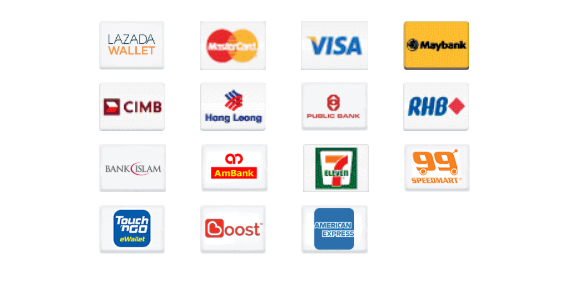 LAZADA
WALLET
MasterCard
VISA
Maybank
CIMB
Hong Leong
PUBLIC BANK
RHB
BANK ISLAM
AmBank
7
ELEVEN
99
SPEEDMART
Touch
'nGO
eWallet
Boost
AMERICAN
EXPRESS